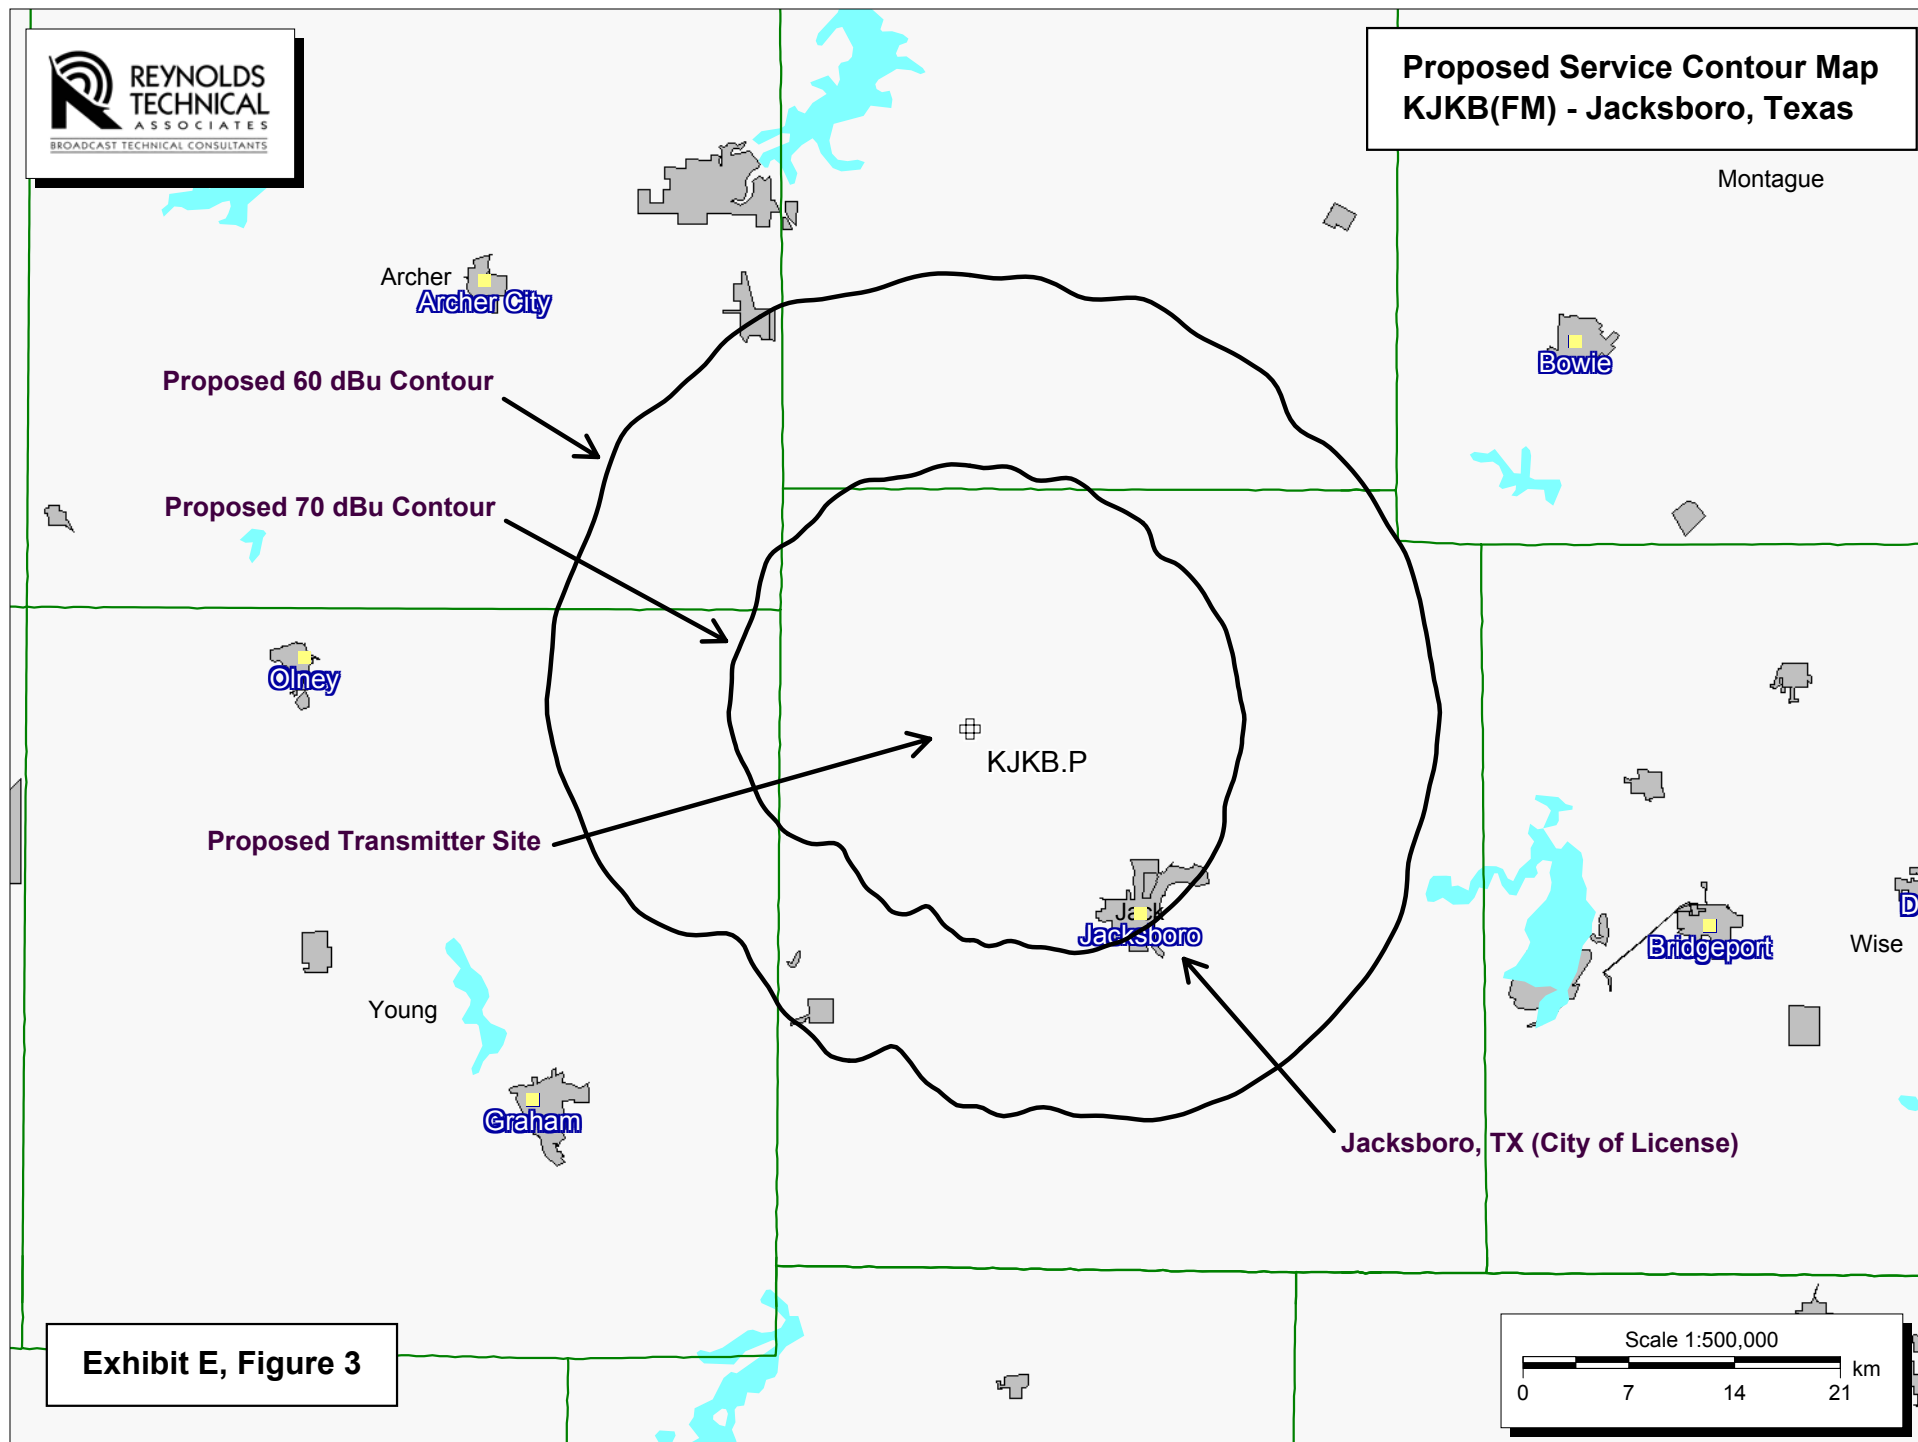 REYNOLDS
TECHNICAL
ASSOCIATES
BROADCAST TECHNICAL CONSULTANTS
Proposed Service Contour Map
KJKB(FM) - Jacksboro, Texas
Montague
Archer
Archer City
Bowie
Proposed 60 dBu Contour
Proposed 70 dBu Contour
Olney
KJKB.P
Proposed Transmitter Site
Jack
Jacksboro
D
Bridgeport
Wise
Young
Graham
Jacksboro, TX (City of License)
Exhibit E, Figure 3
Scale 1:500,000
km
0 7 14 21